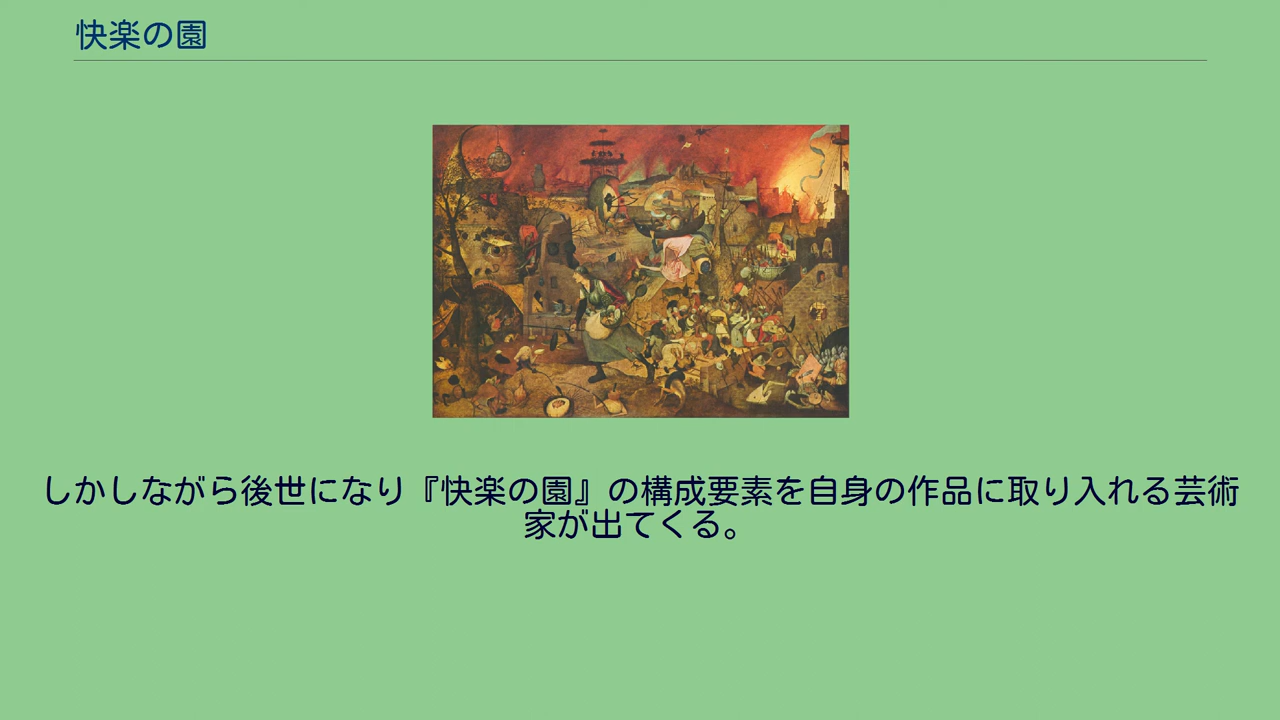 快楽の園
しかしながら後世になり『快楽の園』の構成要素を自身の作品に取り入れる芸術
家が出てくる。